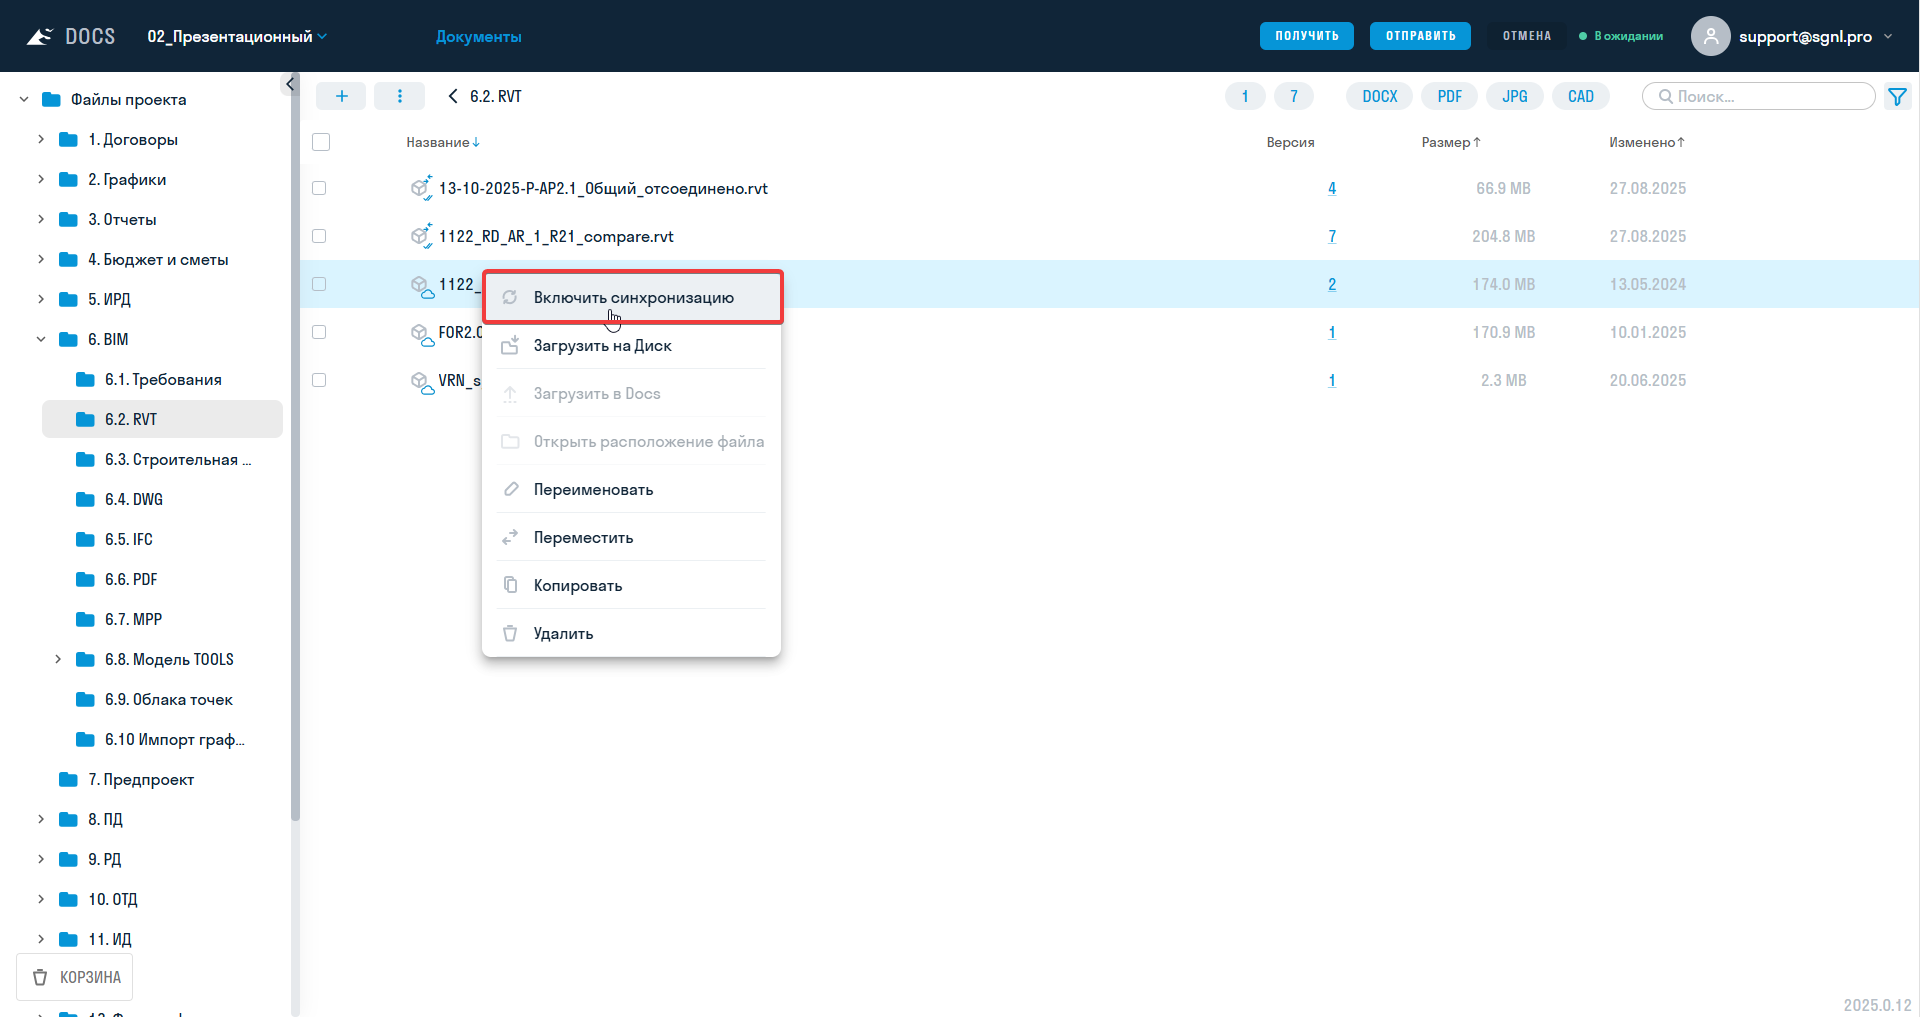 DOCS
02_Презентационный
Документы
ПОЛУЧИТЬ
ОТПРАВИТЬ
ОТМЕНА
В ожидании
support@sgnl.pro
Файлы проекта
1. Договоры
2. Графики
3. Отчеты
4. Бюджет и сметы
5. ИРД
6. BIM
6.1. Требования
6.2. RVT
6.3. Строительная ...
6.4. DWG
6.5. IFC
6.6. PDF
6.7. MPP
6.8. Модель TOOLS
6.9. Облака точек
6.10 Импорт граф...
7. Предпроект
8. ПД
9. РД
10. ОТД
11. ИД
КОРЗИНА
6.2. RVT
1
7
DOCX
PDF
JPG
CAD
Поиск...
Название↓ Версия Размер↑ Изменено↑
13-10-2025-Р-АР2.1_Общий_отсоединено.rvt 4 66.9 MB 27.08.2025
1122_RD_AR_1_R21_compare.rvt 7 204.8 MB 27.08.2025
1122_ 2 174.0 MB 13.05.2024
1 170.9 MB 10.01.2025
VRN_s 1 2.3 MB 20.06.2025
Включить синхронизацию
Загрузить на Диск
Загрузить в Docs
Открыть расположение файла
Переименовать
Переместить
Копировать
Удалить
2025.0.12